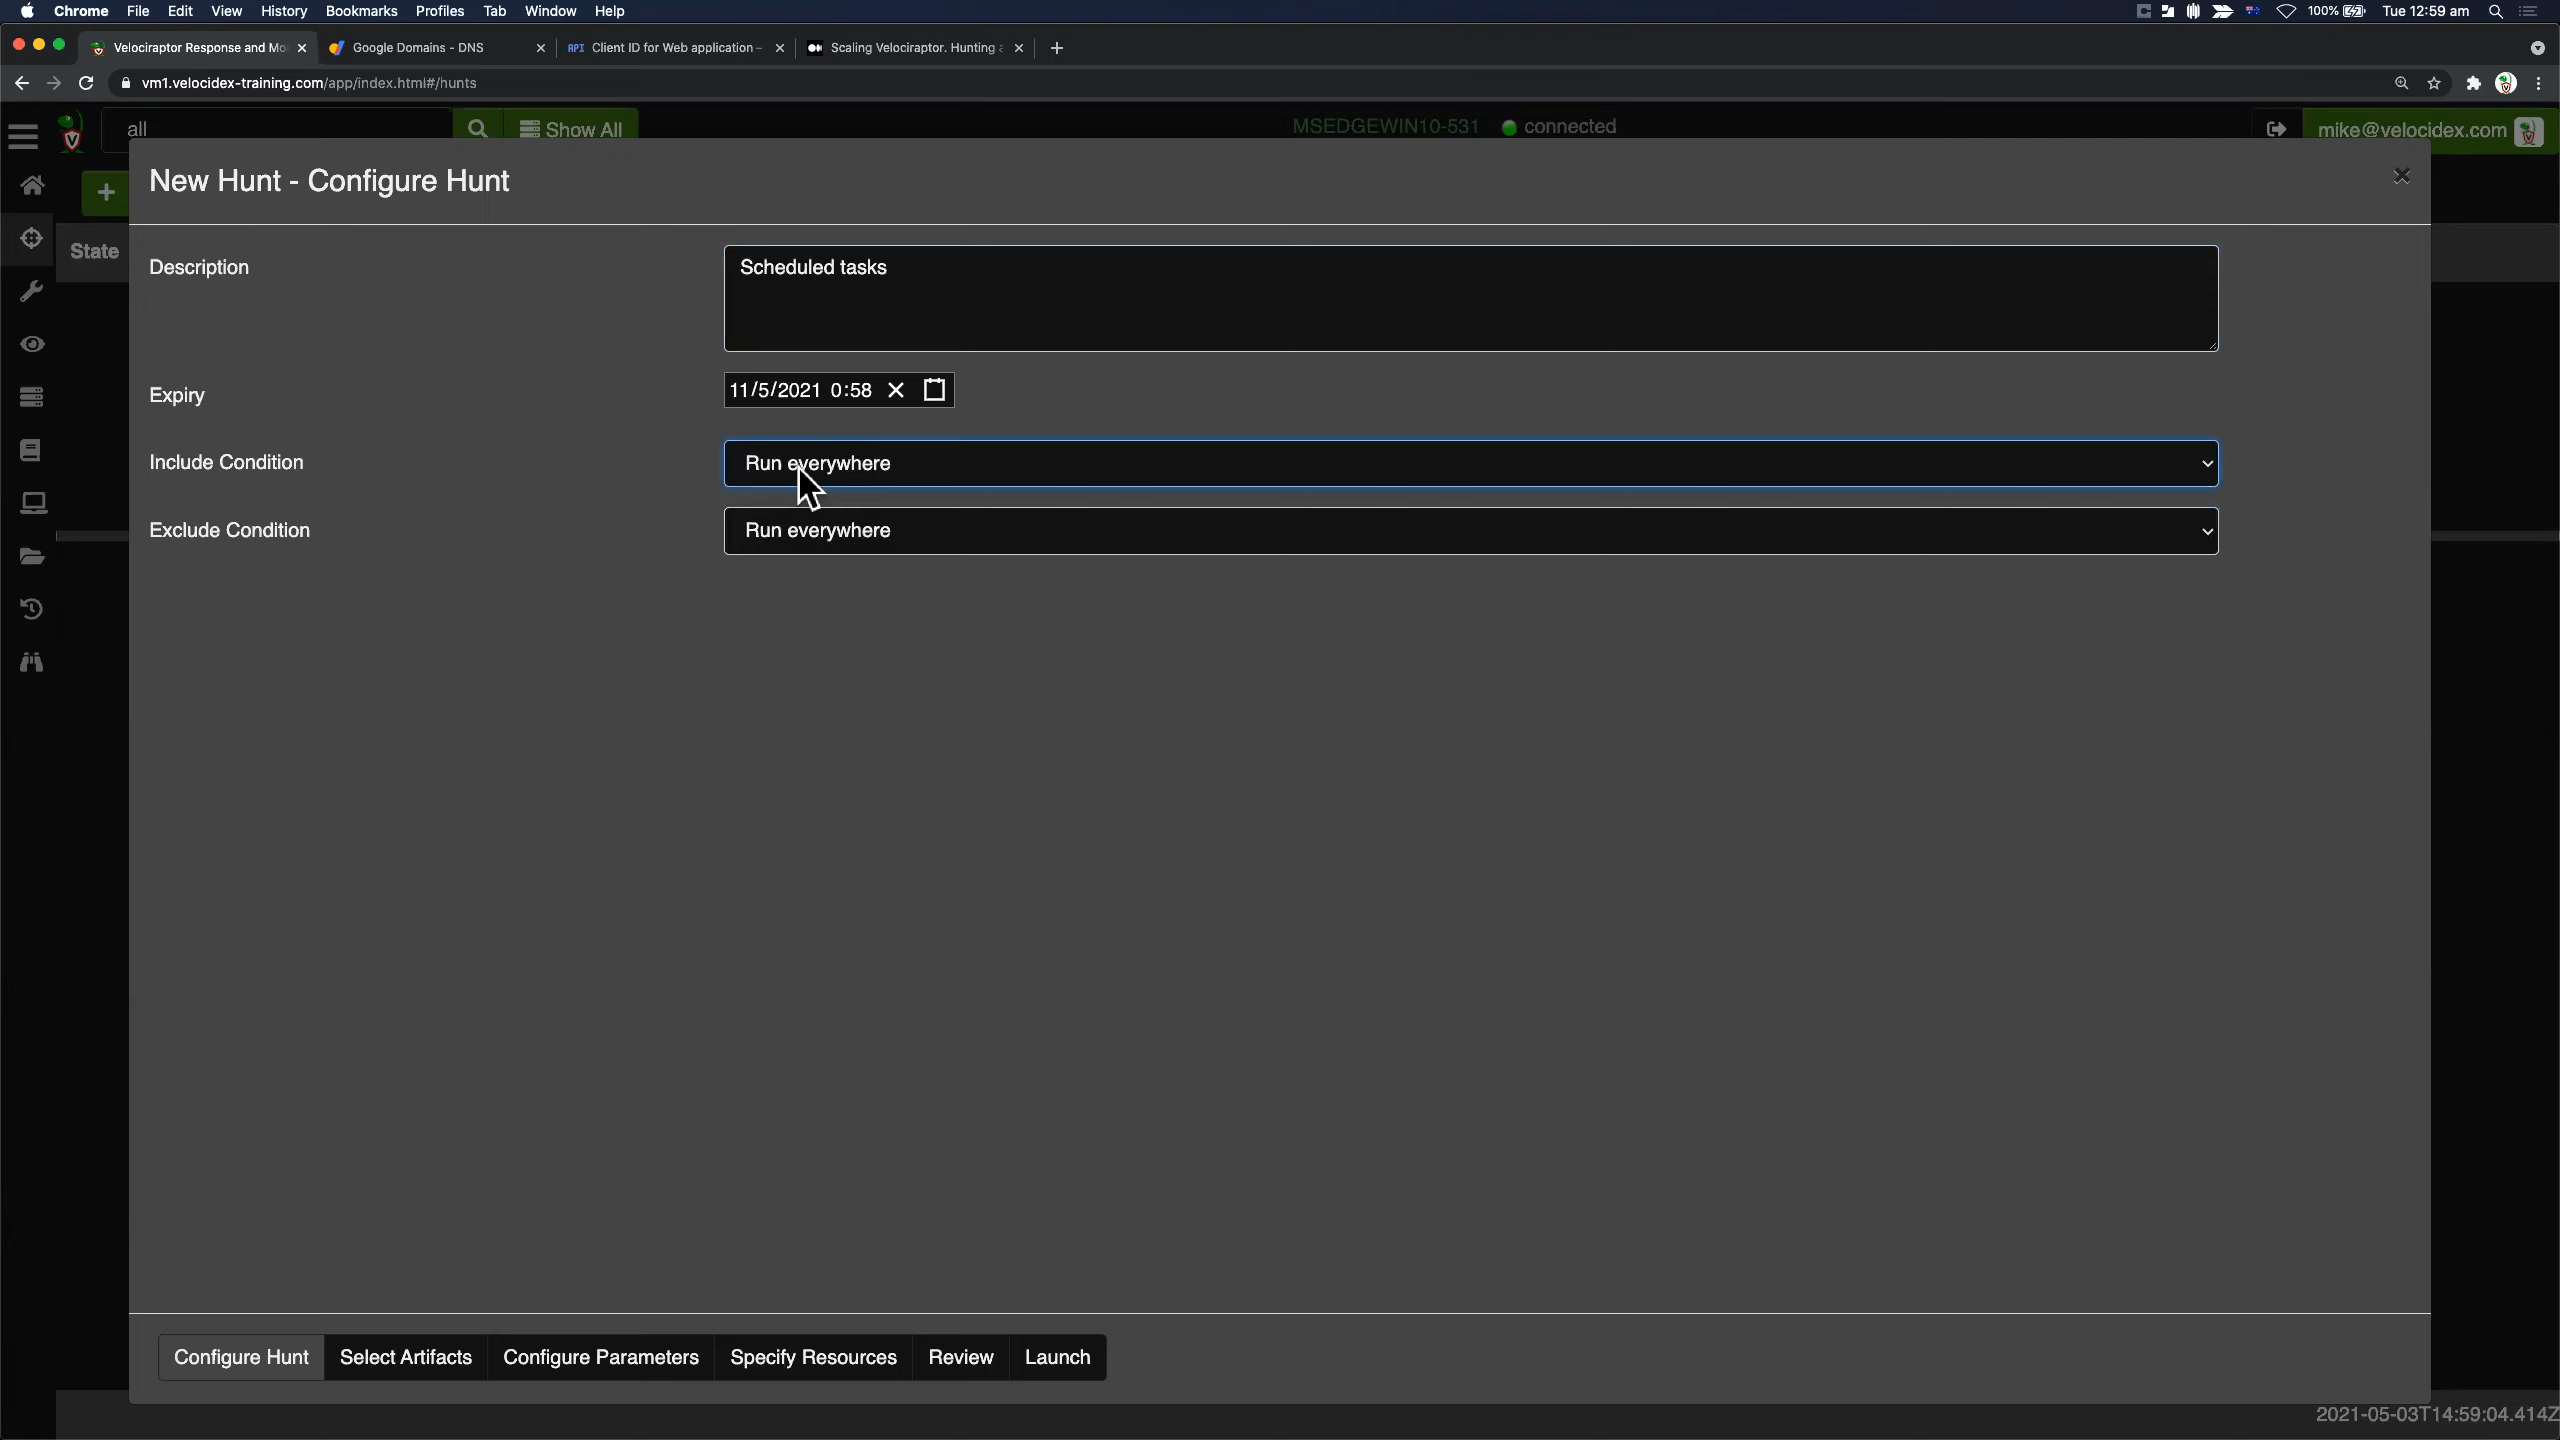 Chrome File Edit View History Bookmarks Profiles Tab Window Help 100% Tue 12:59 am
Velociraptor Response and Mo Google Domains - DNS API Client ID for Web application - Scaling Velociraptor. Hunting a
vm1.velocidex-training.com/app/index.html#/hunts
all Show All MSEDGEWIN10-531 connected mike@velocidex.com
New Hunt - Configure Hunt
State
Description Scheduled tasks
Expiry 11/5/2021 0:58
Include Condition Run everywhere
Exclude Condition Run everywhere
Configure Hunt Select Artifacts Configure Parameters Specify Resources Review Launch
2021-05-03T14:59:04.414Z